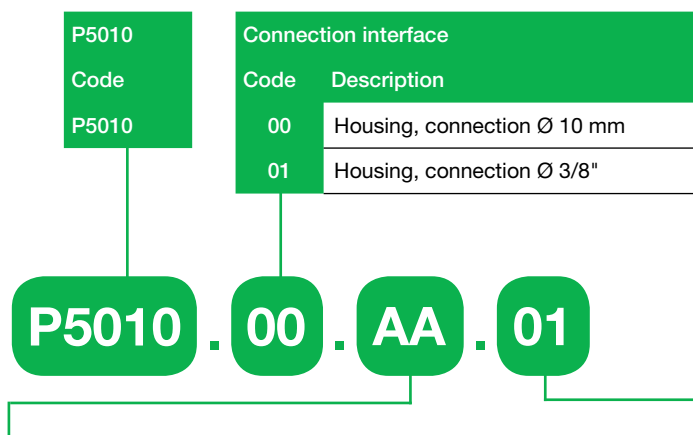 P5010
Code
P5010
Connection interface
Code Description
00 Housing, connection Ø 10 mm
01 Housing, connection Ø 3/8"
P5010 . 00 . AA . 01